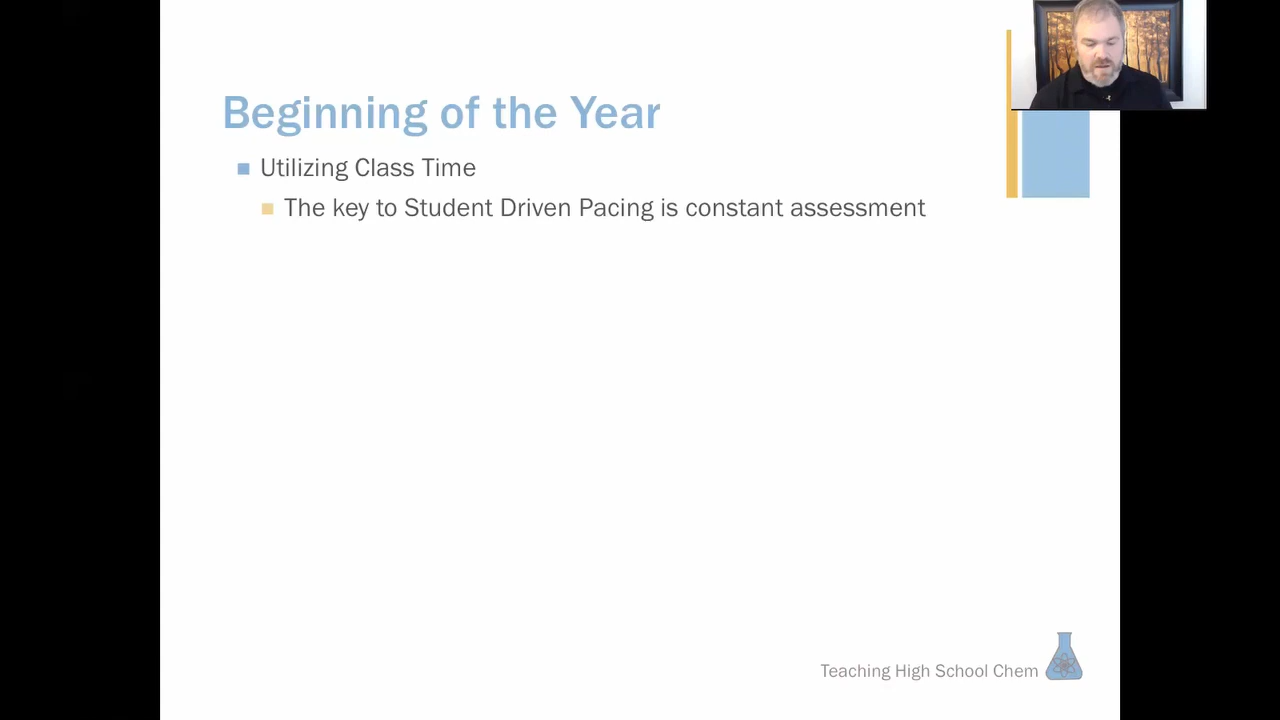 Beginning of the Year
Utilizing Class Time
The key to Student Driven Pacing is constant assessment
Teaching High School Chem